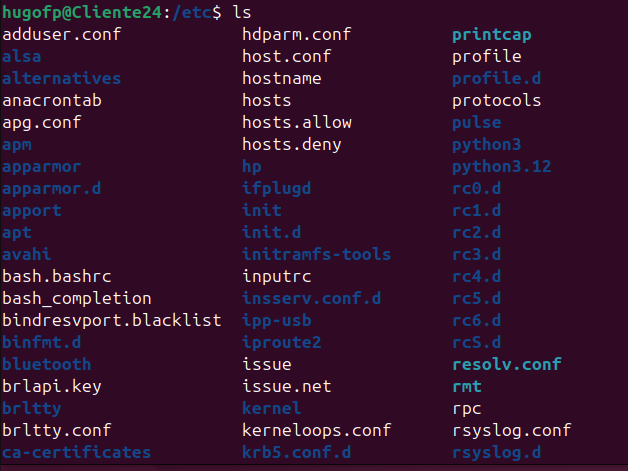 hugofp@Cliente24:/etc$ ls
adduser.conf hdparm.conf printcap
alsa host.conf profile
alternatives hostname profile.d
anacrontab hosts protocols
apg.conf hosts.allow pulse
apm hosts.deny python3
apparmor hp python3.12
apparmor.d ifplugd rc0.d
apport init rc1.d
apt init.d rc2.d
avahi initramfs-tools rc3.d
bash.bashrc inputrc rc4.d
bash_completion insserv.conf.d rc5.d
bindresvport.blacklist ipp-usb rc6.d
binfmt.d iproute2 rcS.d
bluetooth issue resolv.conf
brlapi.key issue.net rmt
brltty kernel rpc
brltty.conf kerneloops.conf rsyslog.conf
ca-certificates krb5.conf.d rsyslog.d